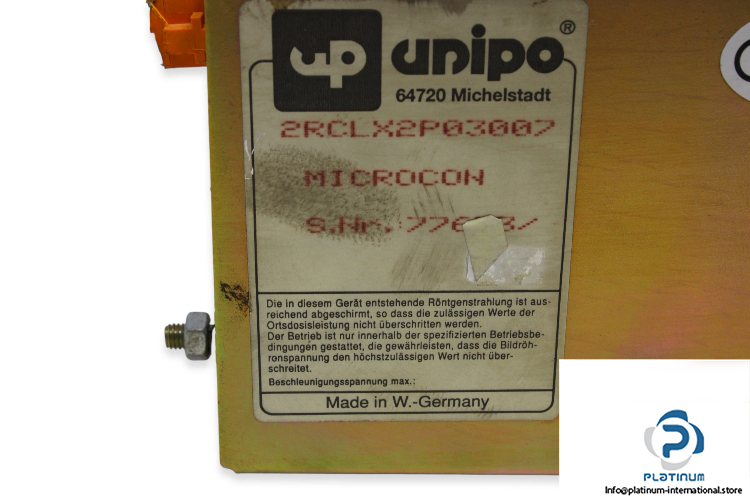 up unipo®
64720 Michelstadt
2RCLX2P03007
MICROCON
S.Nr.
Die in diesem Gerät entstehende Röntgenstrahlung ist aus-
reichend abgeschirmt, so dass die zulässigen Werte der
Ortsdosisleistung nicht überschritten werden.
Der Betrieb ist nur innerhalb der spezifizierten Betriebsbe-
dingungen gestattet, die gewährleisten, dass die Bildröh-
ronspannung den höchstzulässigen Wert nicht über-
schreitet.
Beschleunigungsspannung max.:
Made in W.-Germany
PLATINUM
Info@platinum-international.store